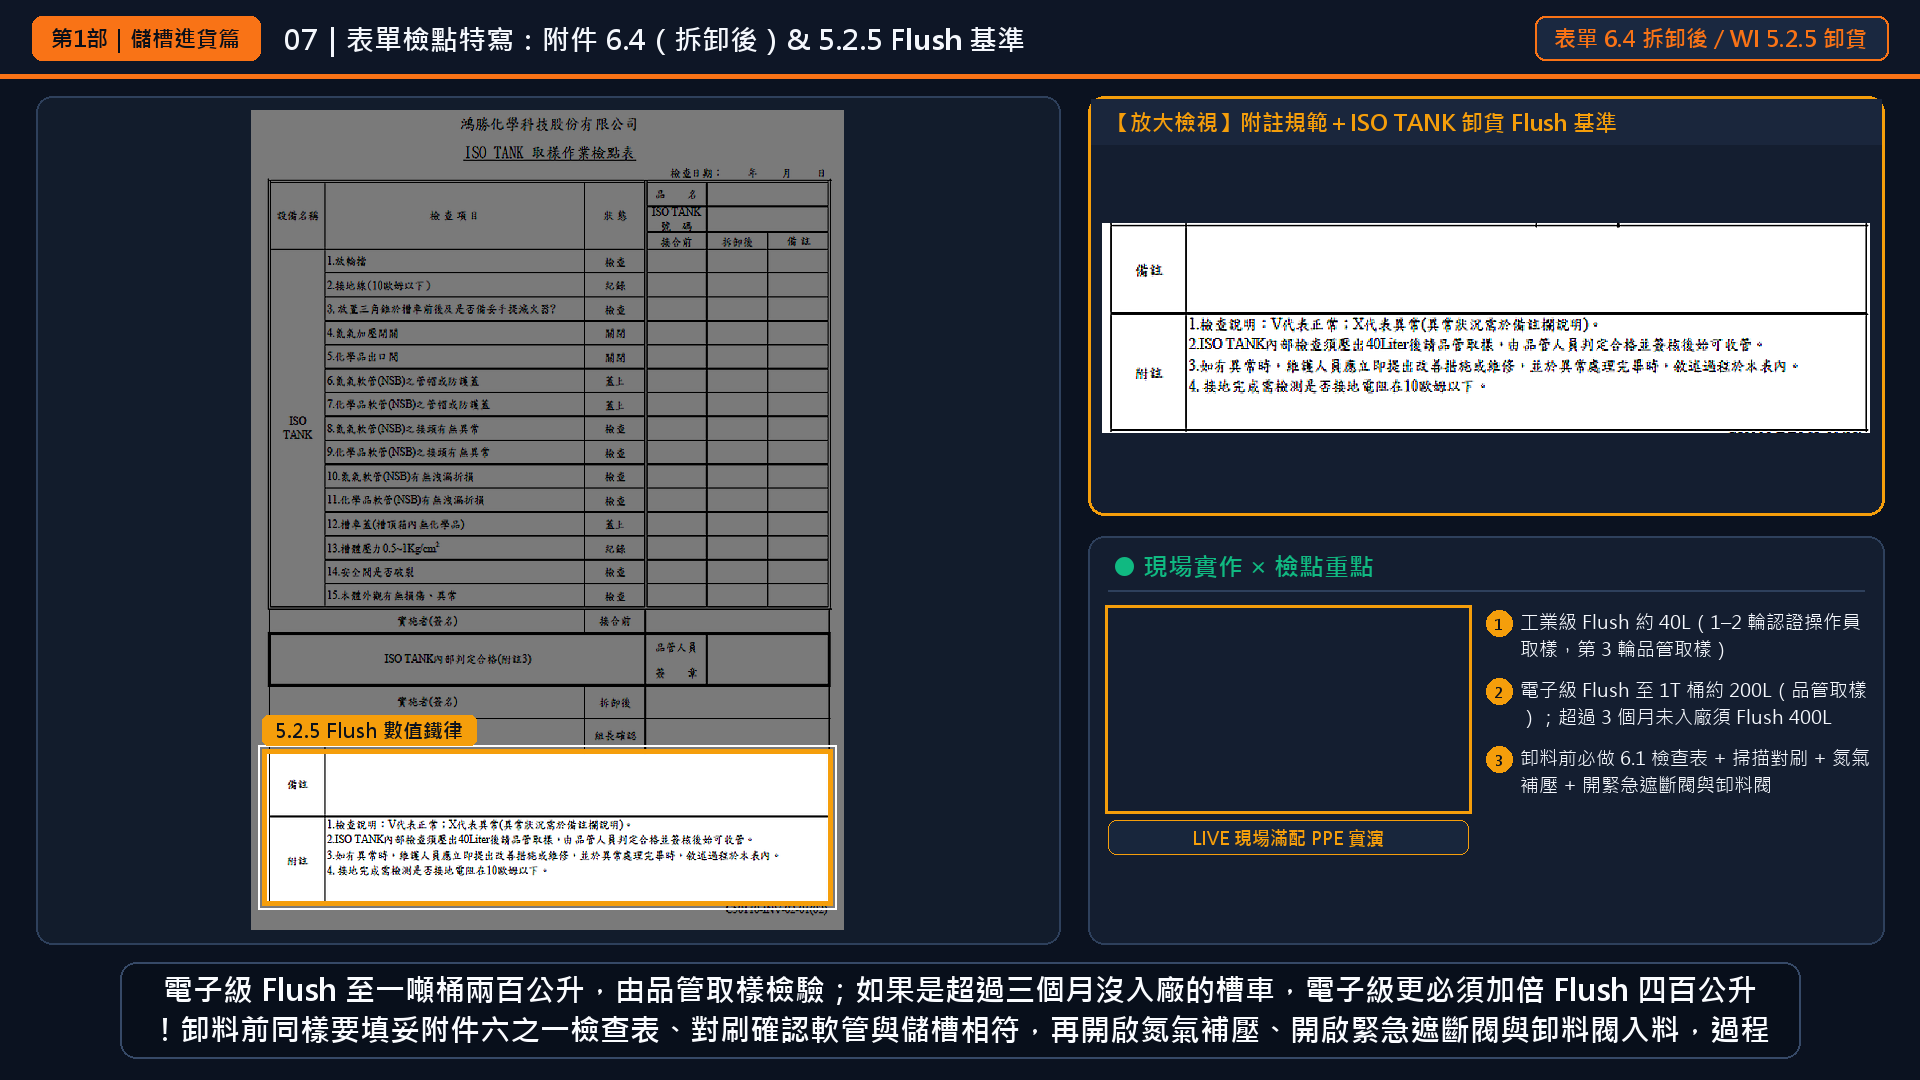 第1部｜儲槽進貨篇
07｜表單檢點特寫：附件 6.4（拆卸後）& 5.2.5 Flush 基準
表單 6.4 拆卸後 / WI 5.2.5 卸貨
鴻勝化學科技股份有限公司
ISO TANK 取樣作業檢點表
檢查日期： 年 月 日
設備名稱 檢查項目 狀態 品 名
ISO TANK 號 碼
接合前 拆卸後 備註
ISO TANK
1.放輪擋 檢查
2.接地線(10歐姆以下) 紀錄
3.放置三角錐於槽車前後及是否備妥手提滅火器? 檢查
4.氮氣加壓開關 關閉
5.化學品出口閥 關閉
6.氮氣軟管(NSB)之管帽或防護蓋 蓋上
7.化學品軟管(NSB)之管帽或防護蓋 蓋上
8.氮氣軟管(NSB)之接頭有無異常 檢查
9.化學品軟管(NSB)之接頭有無異常 檢查
10.氮氣軟管(NSB)有無洩漏折損 檢查
11.化學品軟管(NSB)有無洩漏折損 檢查
12.槽車蓋(槽頂箱內無化學品) 蓋上
13.槽體壓力0.5~1Kg/cm² 紀錄
14.安全閥是否破裂 檢查
15.本體外觀有無損傷、異常 檢查
實施者(簽名) 接合前
ISO TANK內部判定合格(附註3) 品管人員 簽 章
實施者(簽名) 拆卸後
組長確認
5.2.5 Flush 數值鐵律
備註
附註
1.檢查說明：V代表正常；X代表異常(異常狀況需於備註欄說明)。
2.ISO TANK內部檢查須壓出40Liter後請品管取樣，由品管人員判定合格並簽核後始可收管。
3.如有異常時，維護人員應立即提出改善措施或維修，並於異常處理完畢時，敘述過程於本表內。
4.接地完成需檢測是否接地電阻在10歐姆以下。
【放大檢視】附註規範＋ISO TANK 卸貨 Flush 基準
備註
附註
1.檢查說明：V代表正常；X代表異常(異常狀況需於備註欄說明)。
2.ISO TANK內部檢查須壓出40Liter後請品管取樣，由品管人員判定合格並簽核後始可收管。
3.如有異常時，維護人員應立即提出改善措施或維修，並於異常處理完畢時，敘述過程於本表內。
4.接地完成需檢測是否接地電阻在10歐姆以下。
● 現場實作 × 檢點重點
LIVE 現場滿配 PPE 實演
1 工業級 Flush 約 40L（1–2 輪認證操作員
取樣，第 3 輪品管取樣）
2 電子級 Flush 至 1T 桶約 200L（品管取樣
）；超過 3 個月未入廠須 Flush 400L
3 卸料前必做 6.1 檢查表 + 掃描對刷 + 氮氣
補壓 + 開緊急遮斷閥與卸料閥
電子級 Flush 至一噸桶兩百公升，由品管取樣檢驗；如果是超過三個月沒入廠的槽車，電子級更必須加倍 Flush 四百公升
！卸料前同樣要填妥附件六之一檢查表、對刷確認軟管與儲槽相符，再開啟氮氣補壓、開啟緊急遮斷閥與卸料閥入料，過程